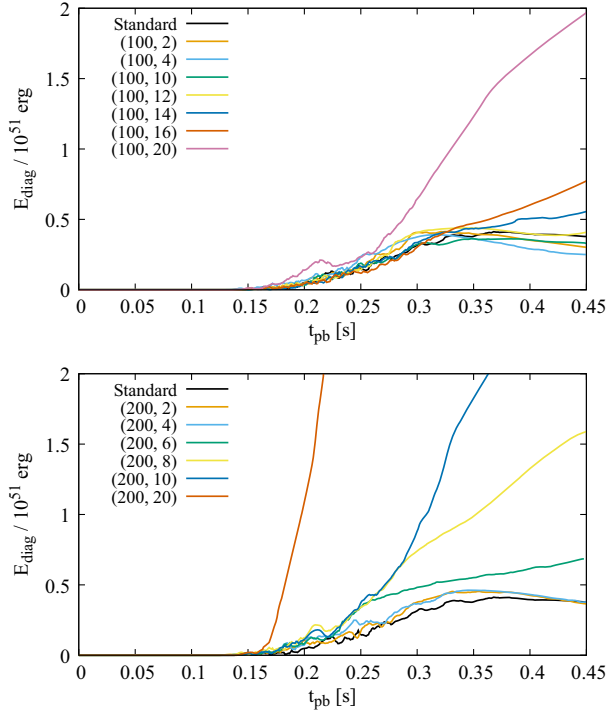 2
1.5
1
0.5
0
E_diag / 10^51 erg
Standard
(100, 2)
(100, 4)
(100, 10)
(100, 12)
(100, 14)
(100, 16)
(100, 20)
0 0.05 0.1 0.15 0.2 0.25 0.3 0.35 0.4 0.45
t_pb [s]
2
1.5
1
0.5
0
E_diag / 10^51 erg
Standard
(200, 2)
(200, 4)
(200, 6)
(200, 8)
(200, 10)
(200, 20)
0 0.05 0.1 0.15 0.2 0.25 0.3 0.35 0.4 0.45
t_pb [s]